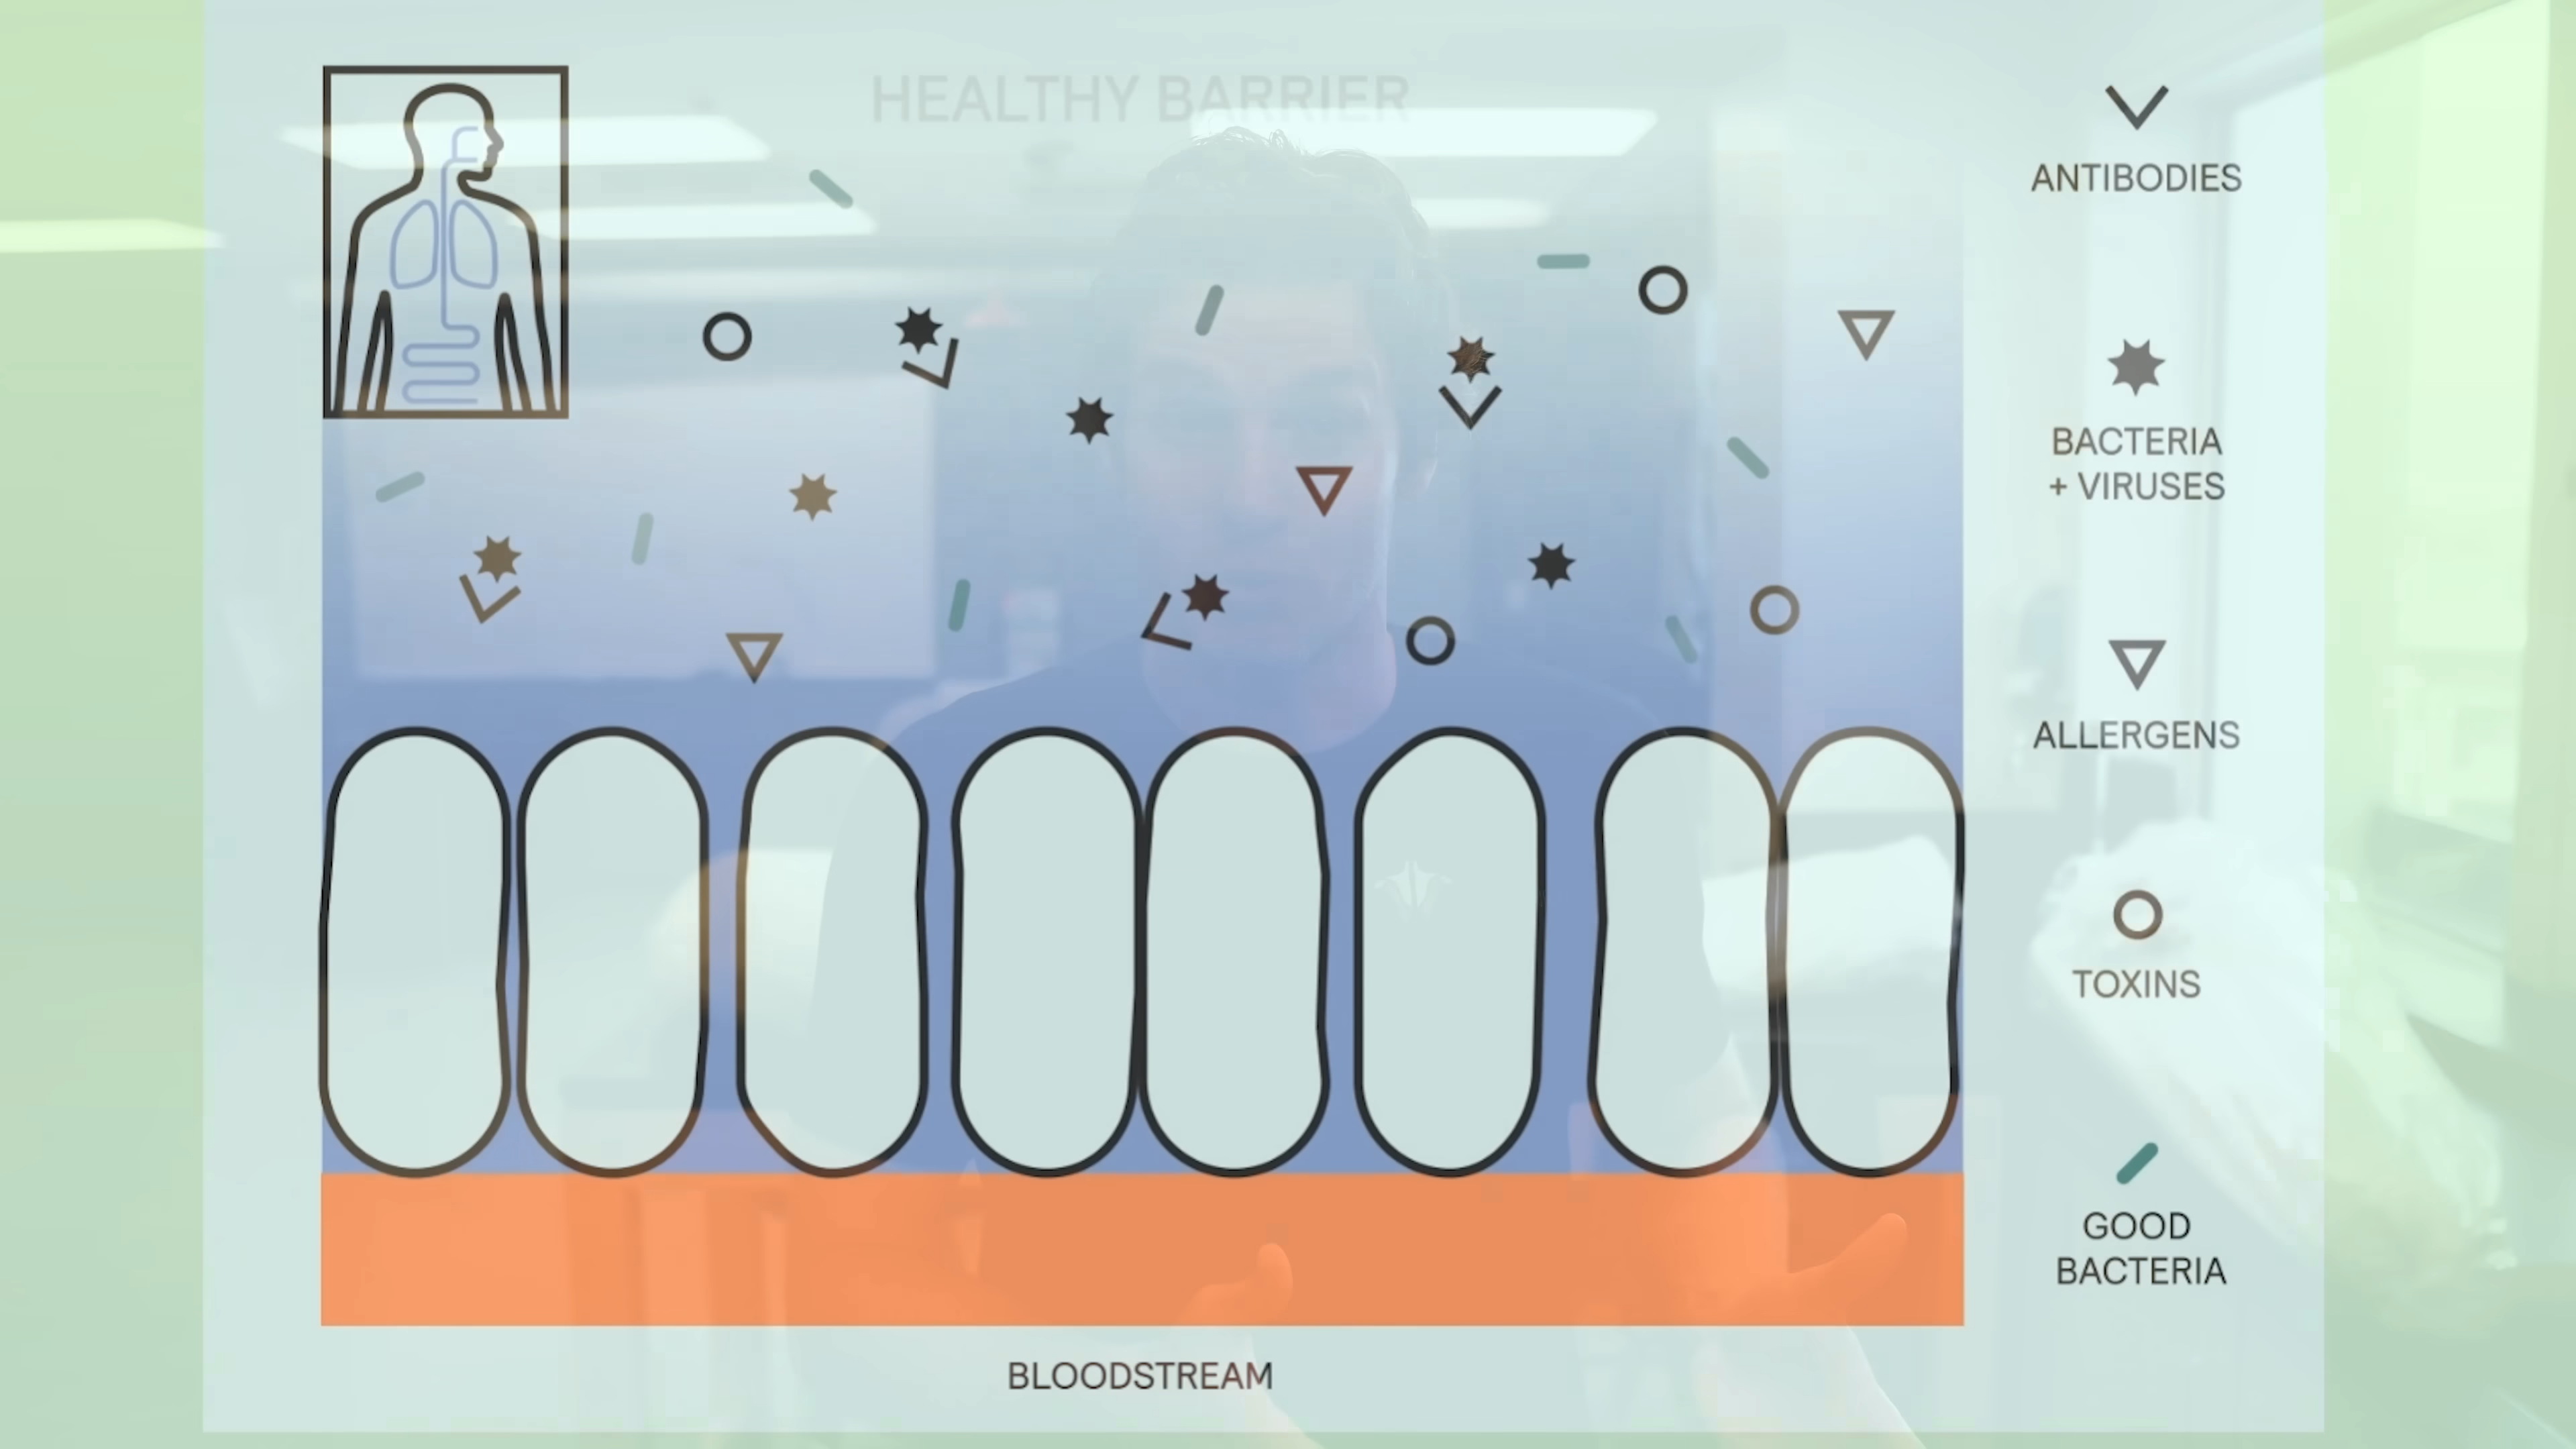 HEALTHY BARRIER
ANTIBODIES
BACTERIA
+ VIRUSES
ALLERGENS
TOXINS
GOOD
BACTERIA
BLOODSTREAM